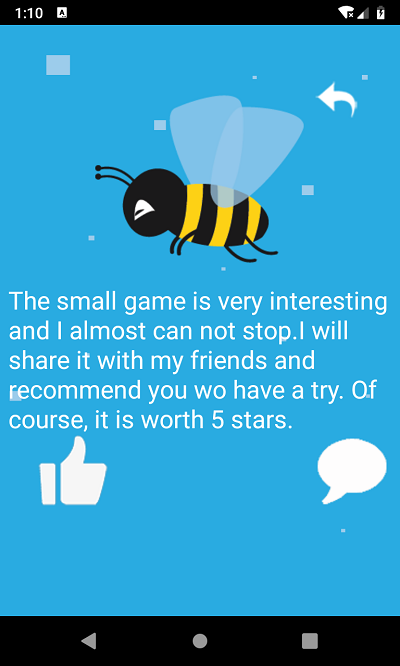 1:10
A
The small game is very interesting
and I almost can not stop.I will
share it with my friends and
recommend you wo have a try. Of
course, it is worth 5 stars.